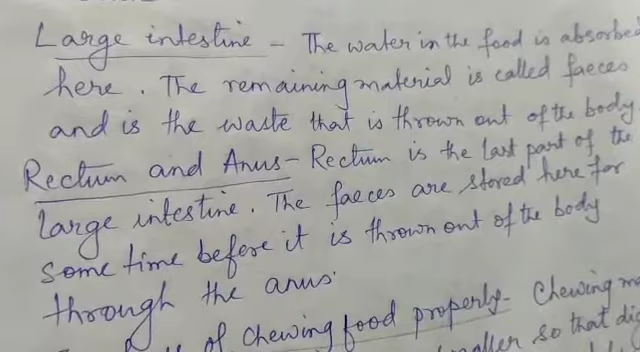 Large intestine - The water in the food is absorbed
here. The remaining material is called faeces
and is the waste that is thrown out of the body
Rectum and Anus - Rectum is the last part of the
large intestine. The faeces are stored here for
some time before it is thrown out of the body
through the anus.
of chewing food properly - Chewing
smaller so that